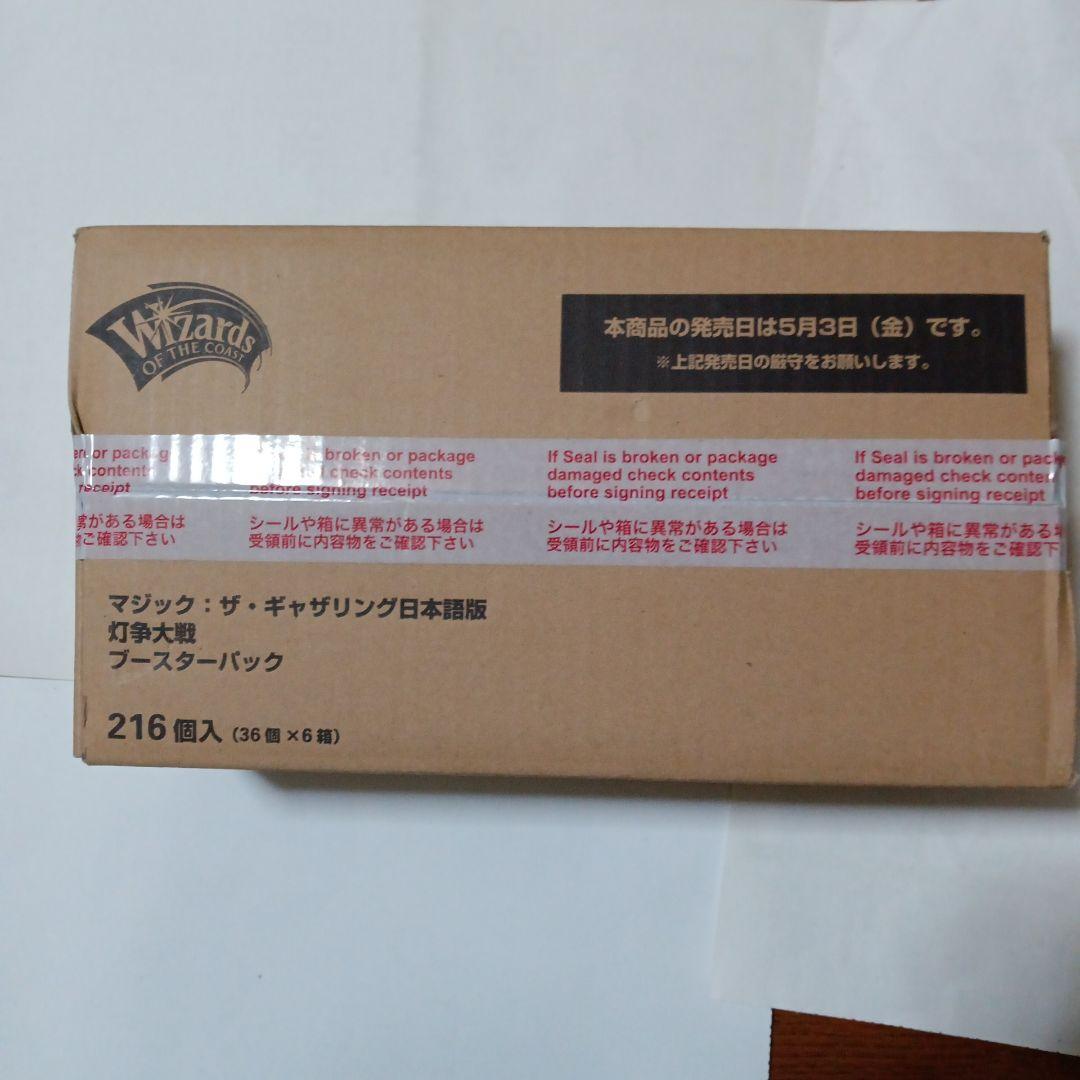 Wizards
OF THE COAST
本商品の発売日は5月3日（金）です。
※上記発売日の厳守をお願いします。
or package
contents
receipt
broken or package
check contents
before signing receipt
If Seal is broken or package
damaged check contents
before signing receipt
If Seal is broken or
damaged check contents
before signing receipt
常がある場合は
ご確認下さい
シールや箱に異常がある場合は
受領前に内容物をご確認下さい
シールや箱に異常がある場合は
受領前に内容物をご確認下さい
シールや箱に異常がある
受領前に内容物をご確認下
マジック：ザ・ギャザリング日本語版
灯争大戦
ブースターパック
216個入（36個×6箱）